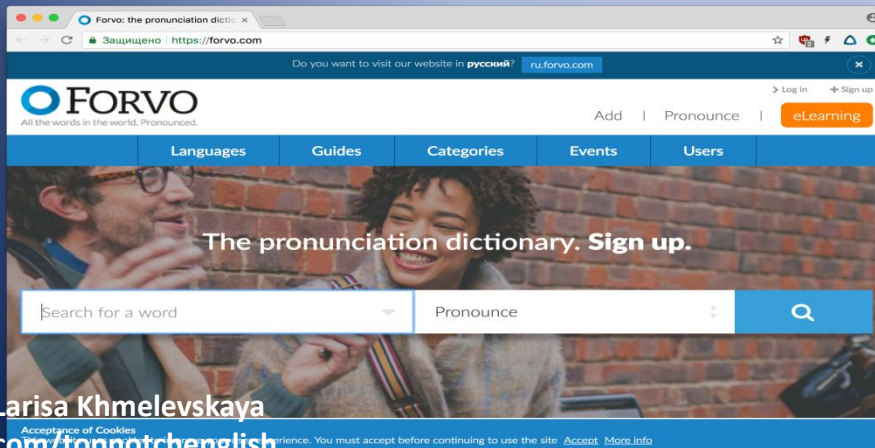 Forvo: the pronunciation dictio ×
Защищено | https://forvo.com
Do you want to visit our website in русский? ru.forvo.com
> Log in + Sign up
FORVO
All the words in the world. Pronounced.
Add | Pronounce | eLearning
Languages Guides Categories Events Users
The pronunciation dictionary. Sign up.
Search for a word Pronounce
arisa Khmelevskaya
Acceptance of Cookies
You must accept before continuing to use the site Accept More info